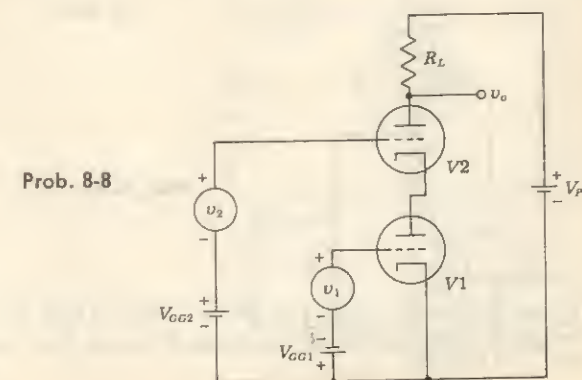 R_L
v_o
V2
Prob. 8-8
+
v_2
-
+
V_P
-
+
v_1
-
V1
+
V_GG2
-
-
V_GG1
+